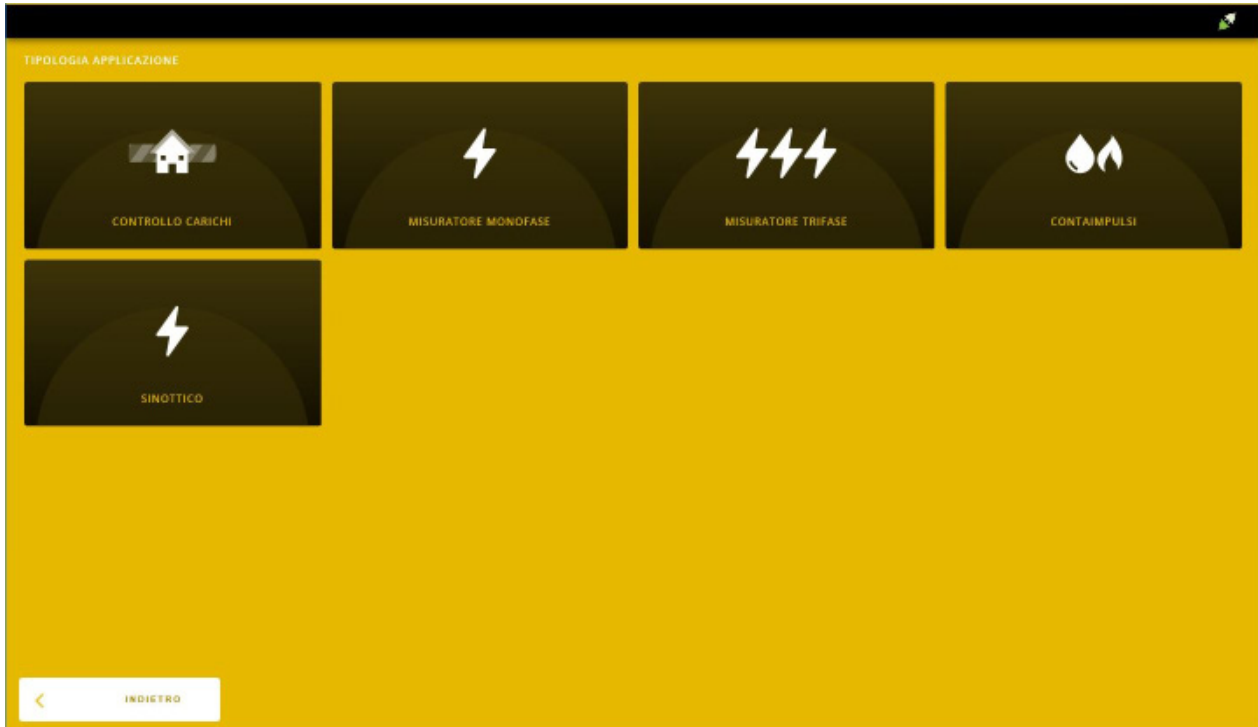 TIPOLOGIA APPLICAZIONE
CONTROLLO CARICHI
MISURATORE MONOFASE
MISURATORE TRIFASE
CONTAIMPULSI
SINOTTICO
INDIETRO